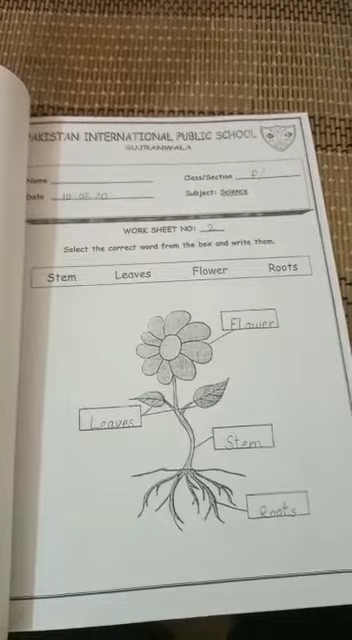 PAKISTAN INTERNATIONAL PUBLIC SCHOOL
GUJRANWALA
Name
Class/Section P/
Date
Subject: Science
WORK SHEET NO: 2
Select the correct word from the box and write them.
Stem Leaves Flower Roots
Flower
Leaves
Stem
Roots